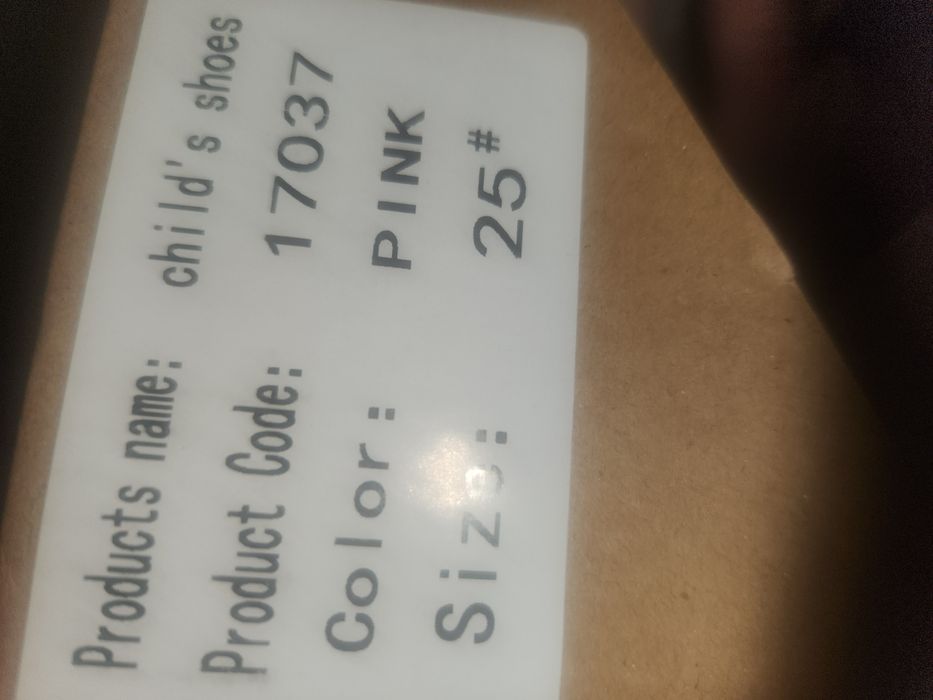 Products name: child's shoes
Product Code: 17037
Color: PINK
Size: 25#